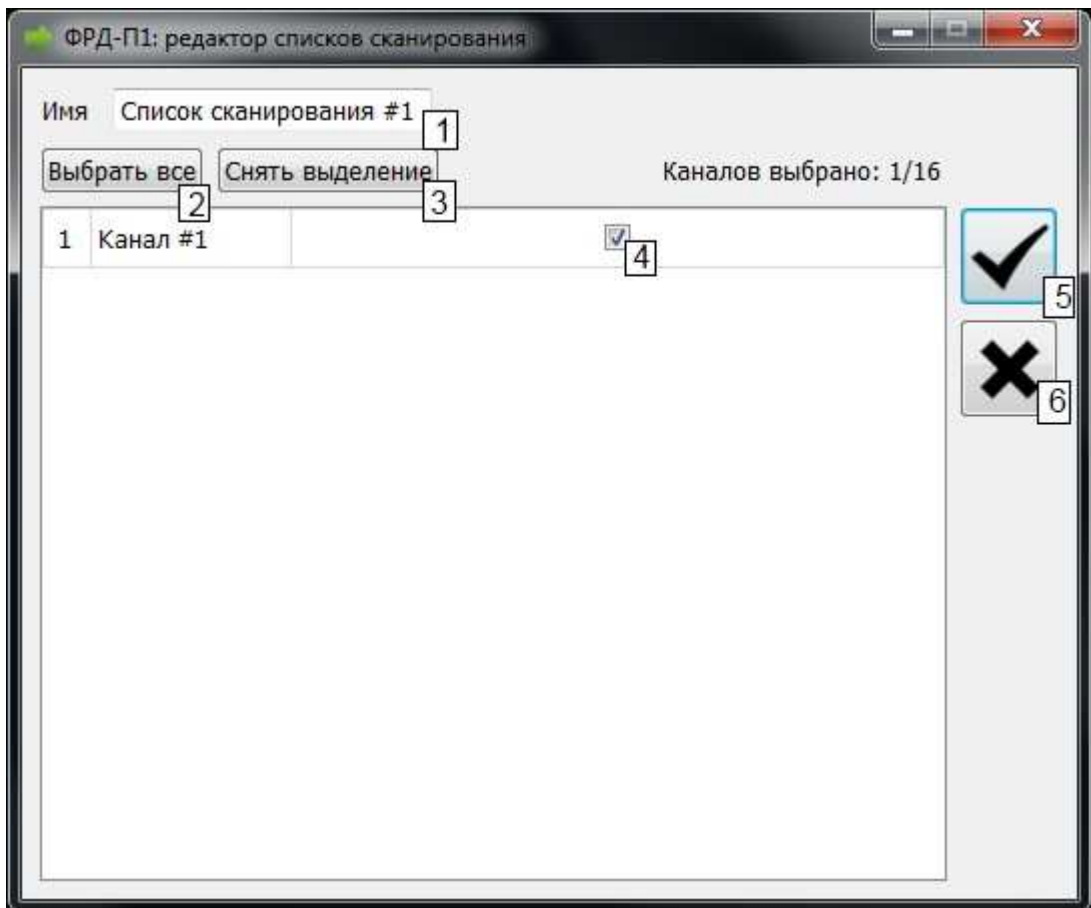 ФРД-П1: редактор списков сканирования
Имя Список сканирования #1 1
Выбрать все 2 Снять выделение 3 Каналов выбрано: 1/16
1 Канал #1 4
5
6